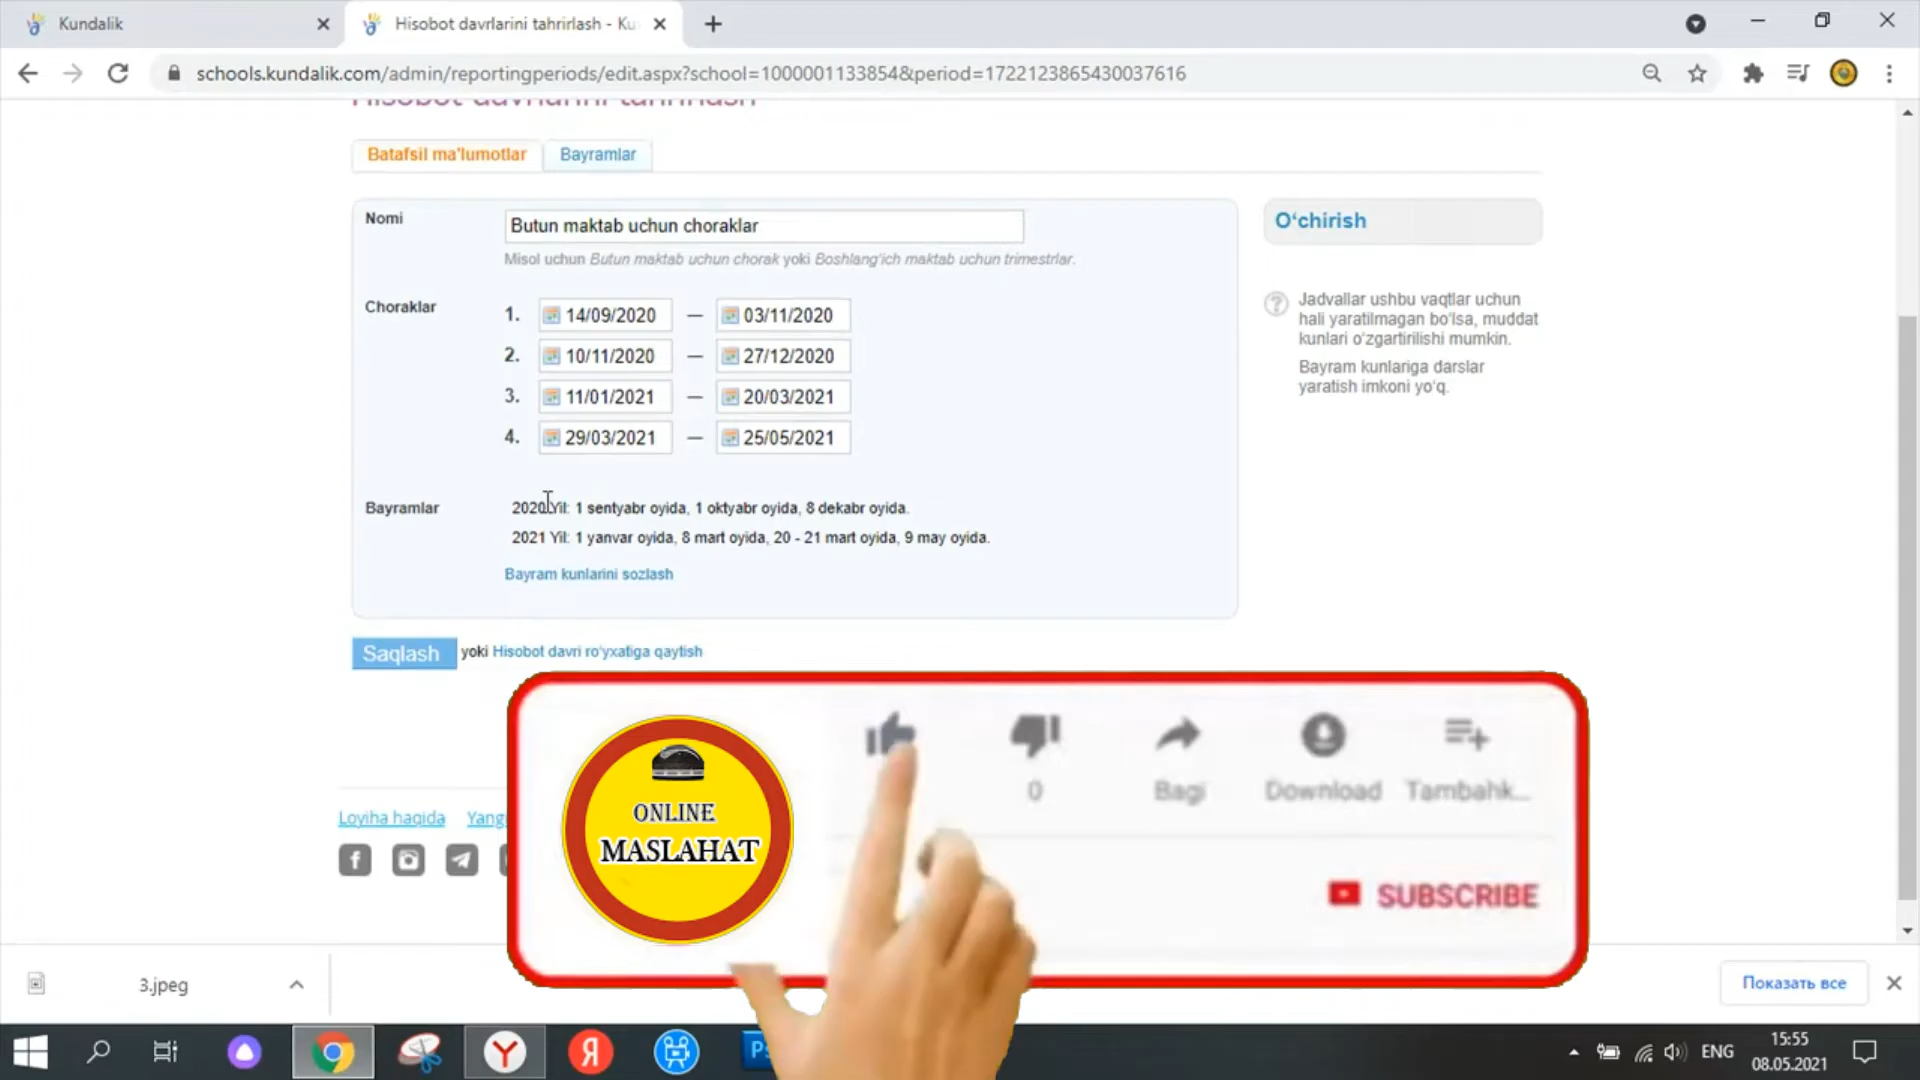 Kundalik
Hisobot davrlarini tahrirlash - Ku
schools.kundalik.com/admin/reportingperiods/edit.aspx?school=1000001133854&period=1722123865430037616
Hisobot davrlarini tahrirlash
Batafsil ma'lumotlar
Bayramlar
Nomi
Butun maktab uchun choraklar
Misol uchun Butun maktab uchun chorak yoki Boshlang'ich maktab uchun trimestrlar.
Choraklar
1. 14/09/2020 — 03/11/2020
2. 10/11/2020 — 27/12/2020
3. 11/01/2021 — 20/03/2021
4. 29/03/2021 — 25/05/2021
Bayramlar
2020 Yil: 1 sentyabr oyida, 1 oktyabr oyida, 8 dekabr oyida.
2021 Yil: 1 yanvar oyida, 8 mart oyida, 20 - 21 mart oyida, 9 may oyida.
Bayram kunlarini sozlash
O'chirish
Jadvallar ushbu vaqtlar uchun
hali yaratilmagan bo'lsa, muddat
kunlari o'zgartirilishi mumkin.
Bayram kunlariga darslar
yaratish imkoni yo'q.
Saqlash yoki Hisobot davri ro'yxatiga qaytish
ONLINE
MASLAHAT
0
Bagi
Download
Tambahk...
SUBSCRIBE
Loyiha haqida
Yang
3.jpeg
Показать все
Ps
ENG
15:55
08.05.2021